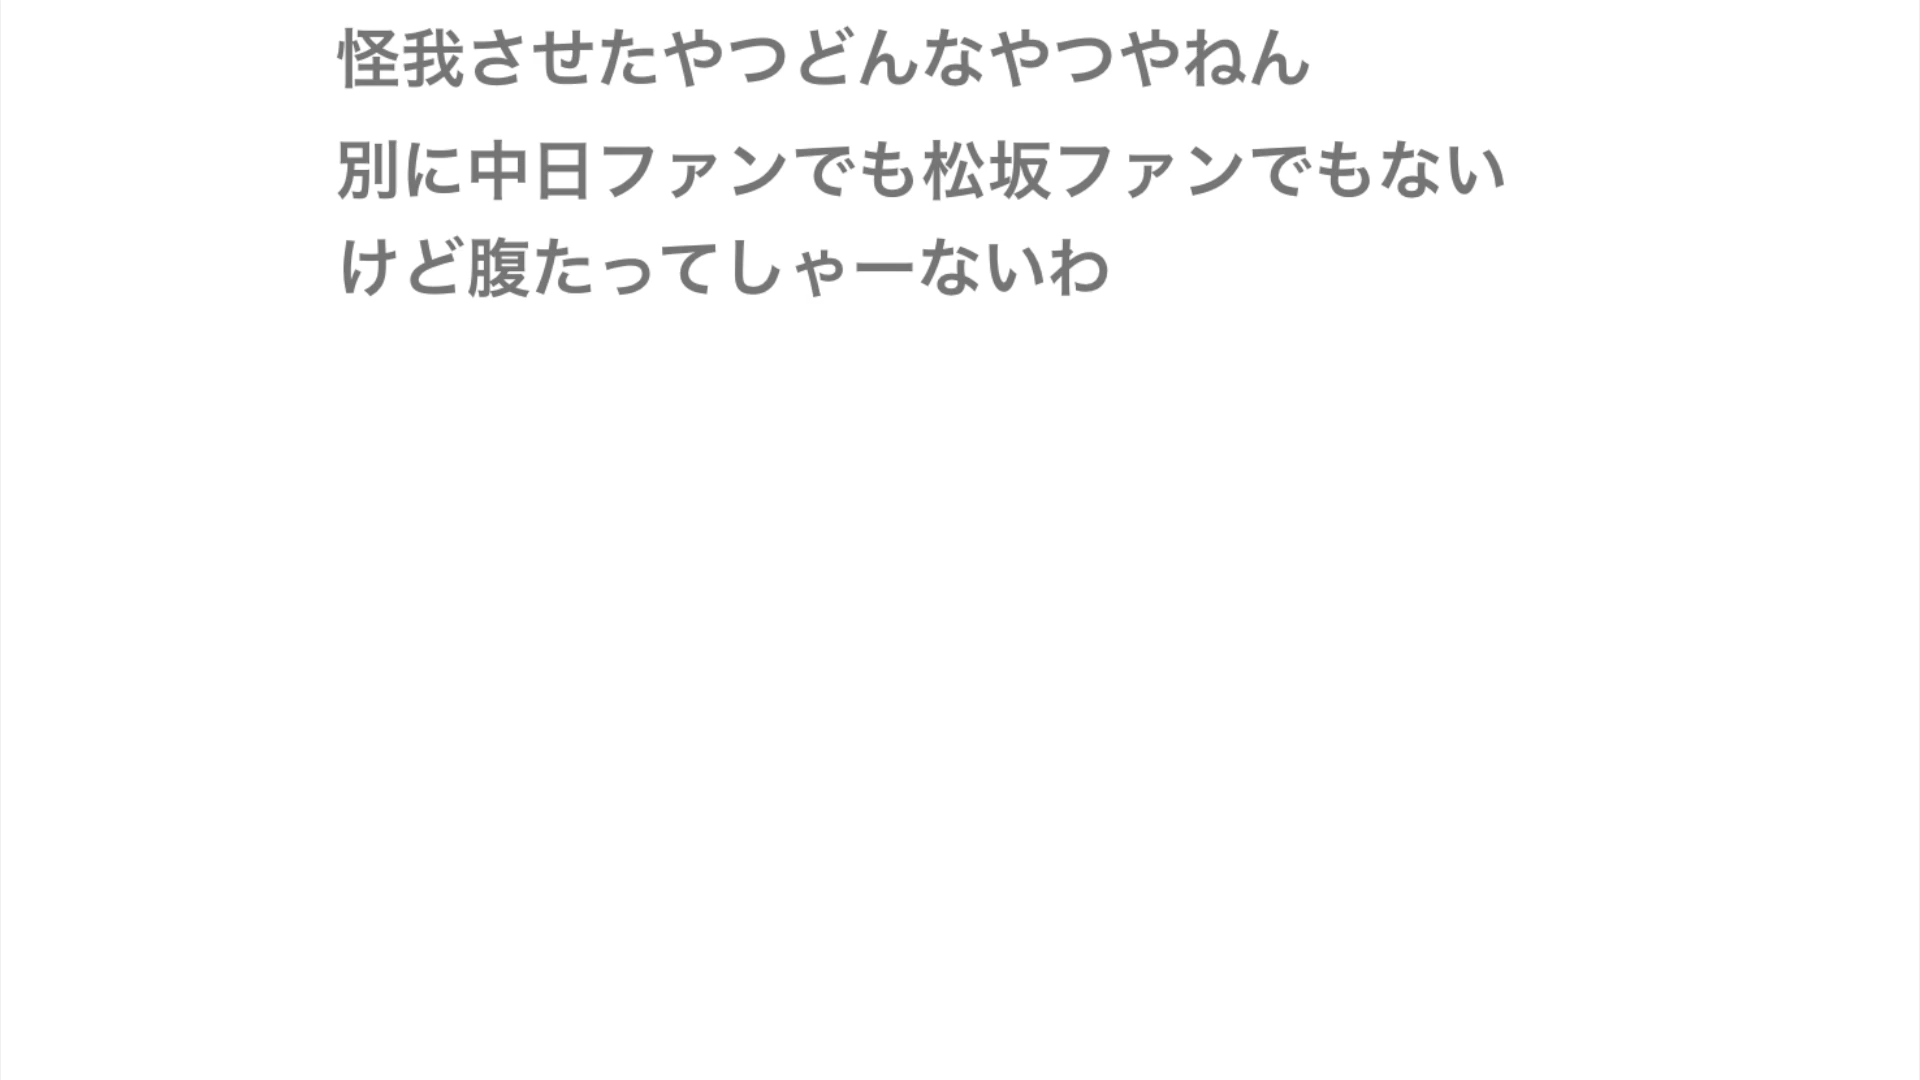 怪我させたやつどんなやつやねん
別に中日ファンでも松坂ファンでもない
けど腹たってしゃーないわ